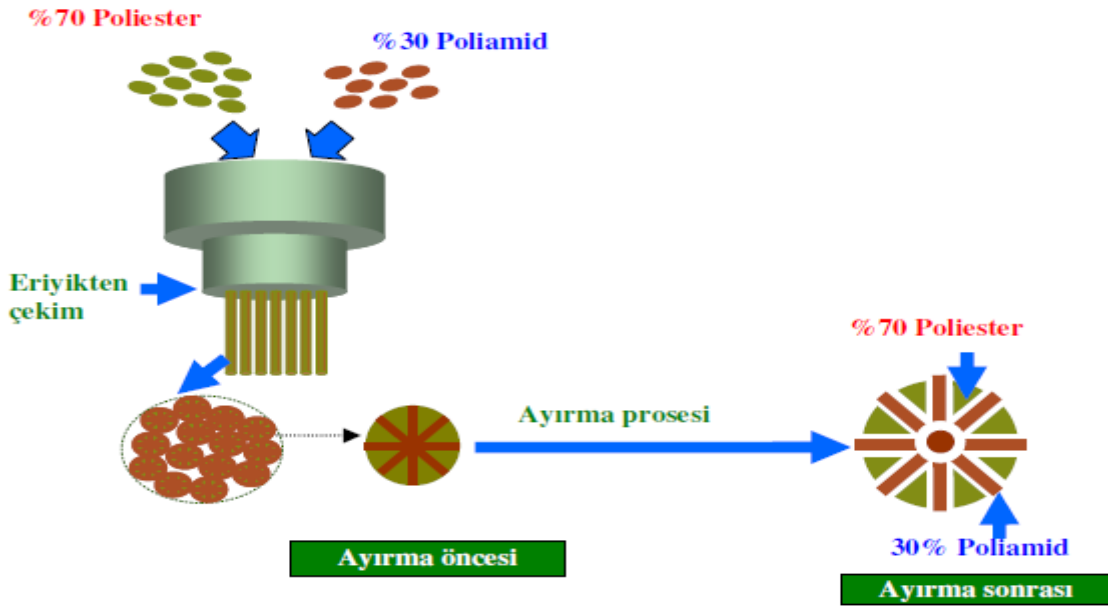 %70 Poliester
%30 Poliamid
Eriyikten
çekim
%70 Poliester
Ayırma prosesi
30% Poliamid
Ayırma öncesi
Ayırma sonrası